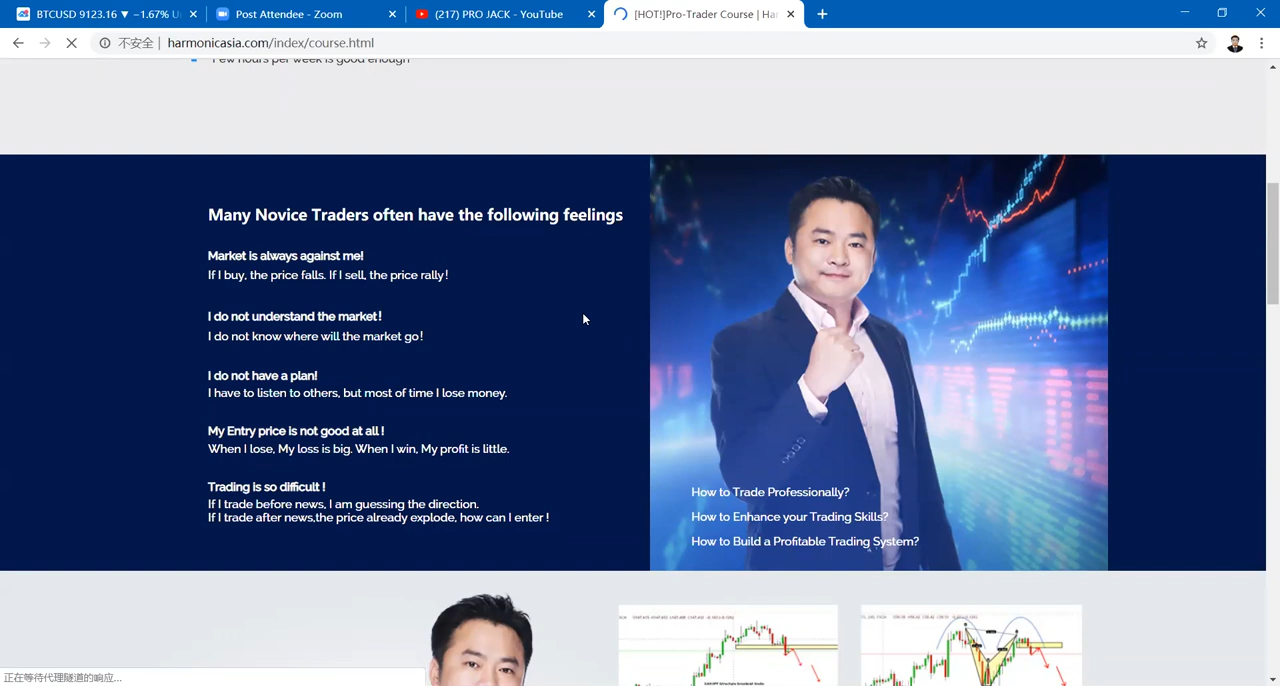 BTCUSD 9123.16 ▼ −1.67% U
Post Attendee - Zoom
(217) PRO JACK - YouTube
[HOT!]Pro-Trader Course | Har
不安全
harmonicasia.com/index/course.html
Few hours per week is good enough
Many Novice Traders often have the following feelings
Market is always against me!
If I buy, the price falls. If I sell, the price rally!
I do not understand the market!
I do not know where will the market go!
I do not have a plan!
I have to listen to others, but most of time I lose money.
My Entry price is not good at all !
When I lose, My loss is big. When I win, My profit is little.
Trading is so difficult !
If I trade before news, I am guessing the direction.
If I trade after news,the price already explode, how can I enter !
How to Trade Professionally?
How to Enhance your Trading Skills?
How to Build a Profitable Trading System?
正在等待代理隧道的响应...